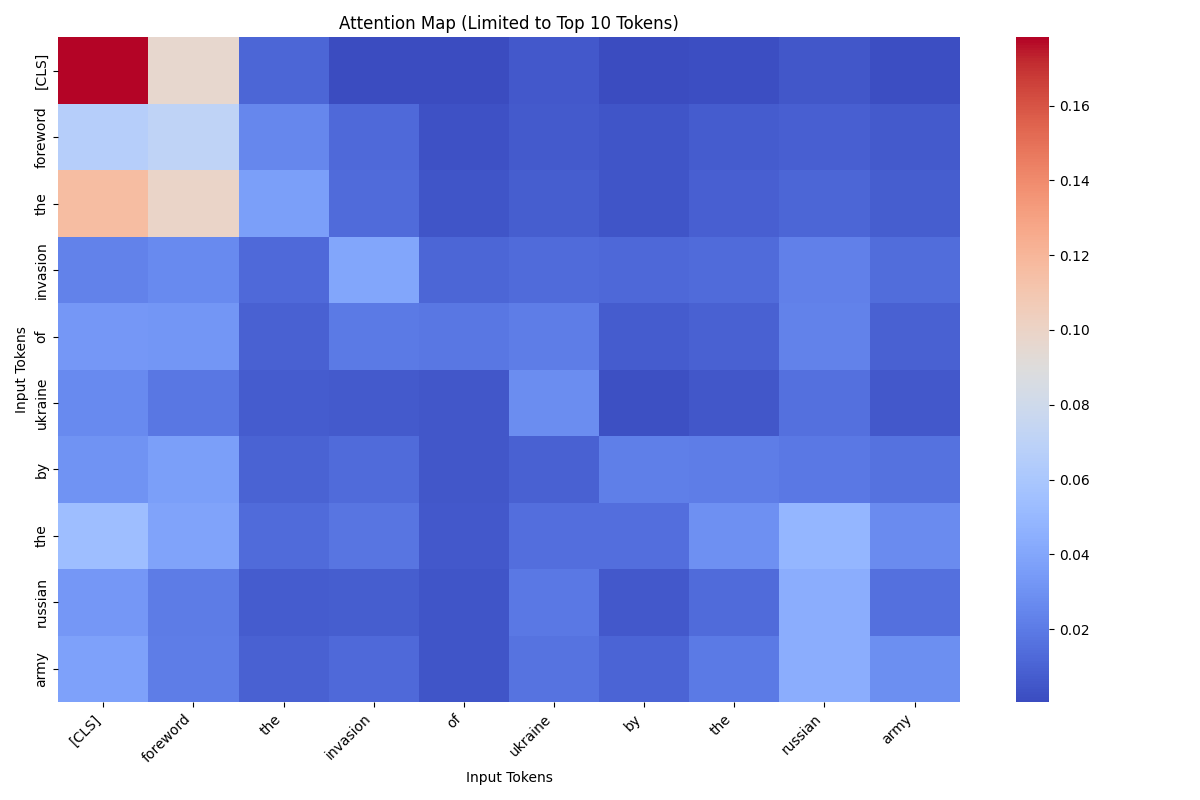 Attention Map (Limited to Top 10 Tokens)
[CLS]
foreword
the
invasion
of
ukraine
by
the
russian
army
Input Tokens
[CLS]
foreword
the
invasion
of
ukraine
by
the
russian
army
Input Tokens
0.16
0.14
0.12
0.10
0.08
0.06
0.04
0.02